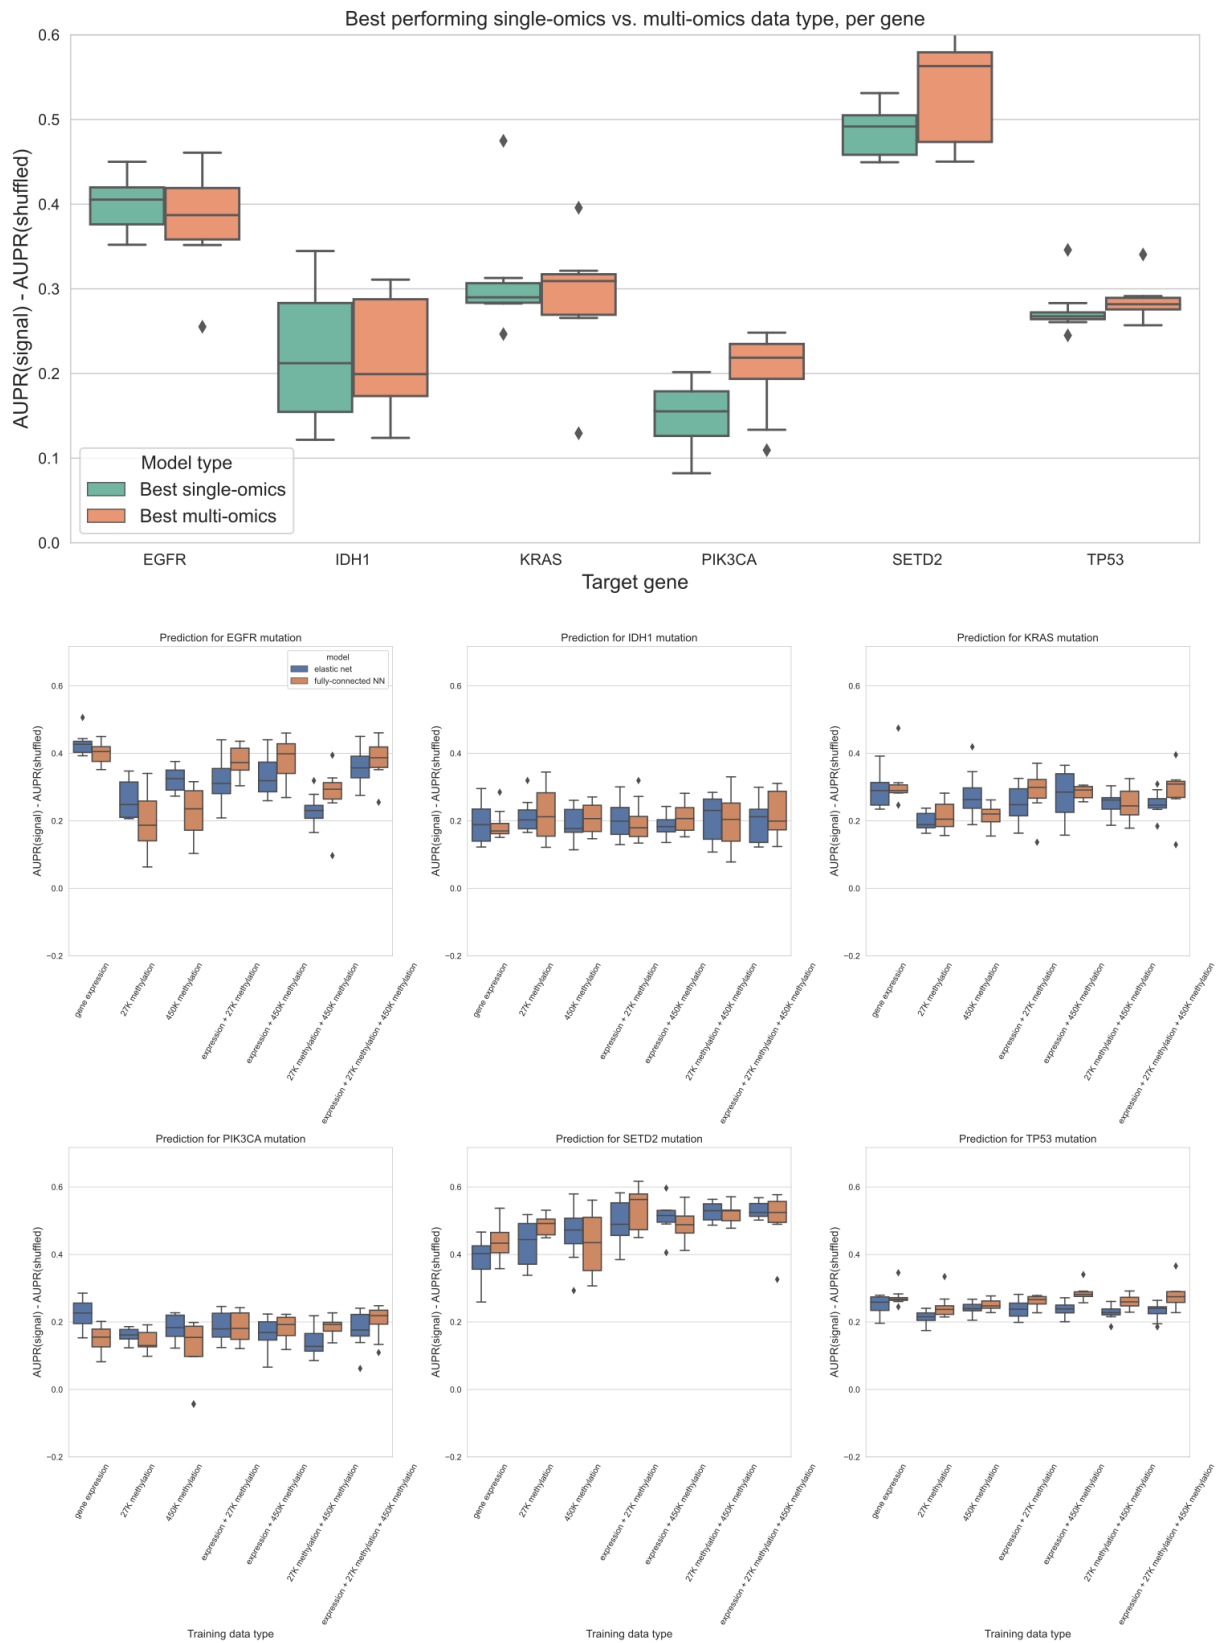 Best performing single-omics vs. multi-omics data type, per gene
AUPR(signal) - AUPR(shuffled)
0.6
0.5
0.4
0.3
0.2
0.1
0.0
Model type
Best single-omics
Best multi-omics
EGFR IDH1 KRAS PIK3CA SETD2 TP53
Target gene
Prediction for EGFR mutation
AUPR(signal) - AUPR(shuffled)
0.6
0.4
0.2
0.0
−0.2
model
elastic net
fully-connected NN
gene expression
27K methylation
450K methylation
expression + 27K methylation
expression + 450K methylation
27K methylation + 450K methylation
expression + 27K methylation + 450K methylation
Prediction for IDH1 mutation
AUPR(signal) - AUPR(shuffled)
0.6
0.4
0.2
0.0
−0.2
gene expression
27K methylation
450K methylation
expression + 27K methylation
expression + 450K methylation
27K methylation + 450K methylation
expression + 27K methylation + 450K methylation
Prediction for KRAS mutation
AUPR(signal) - AUPR(shuffled)
0.6
0.4
0.2
0.0
−0.2
gene expression
27K methylation
450K methylation
expression + 27K methylation
expression + 450K methylation
27K methylation + 450K methylation
expression + 27K methylation + 450K methylation
Prediction for PIK3CA mutation
AUPR(signal) - AUPR(shuffled)
0.6
0.4
0.2
0.0
−0.2
gene expression
27K methylation
450K methylation
expression + 27K methylation
expression + 450K methylation
27K methylation + 450K methylation
expression + 27K methylation + 450K methylation
Training data type
Prediction for SETD2 mutation
AUPR(signal) - AUPR(shuffled)
0.6
0.4
0.2
0.0
−0.2
gene expression
27K methylation
450K methylation
expression + 27K methylation
expression + 450K methylation
27K methylation + 450K methylation
expression + 27K methylation + 450K methylation
Training data type
Prediction for TP53 mutation
AUPR(signal) - AUPR(shuffled)
0.6
0.4
0.2
0.0
−0.2
gene expression
27K methylation
450K methylation
expression + 27K methylation
expression + 450K methylation
27K methylation + 450K methylation
expression + 27K methylation + 450K methylation
Training data type